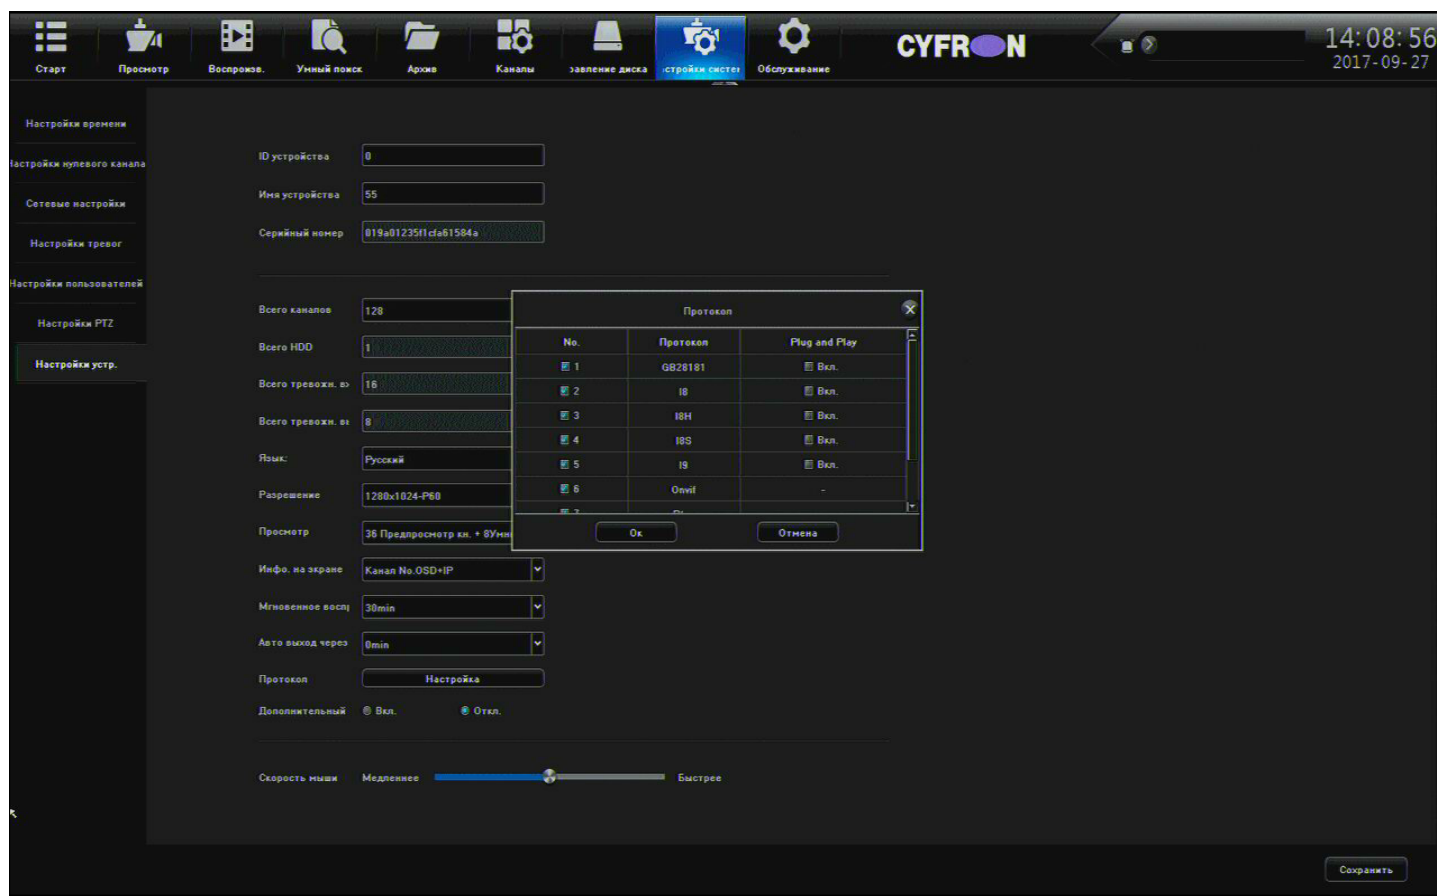 Старт Просмотр Воспроизв. Умный поиск Архив Каналы завление диска стройки систег Обслуживание CYFRON 14:08:56
2017-09-27
Настройки времени
Настройки нулевого канала
Сетевые настройки
Настройки тревог
Настройки пользователей
Настройки PTZ
Настройки устр.
ID устройства 0
Имя устройства 55
Серийный номер 019a01235f1cfa61584a
Всего каналов 128
Всего HDD 1
Всего тревожн. 16
Всего тревожн. 8
Язык: Русский
Разрешение 1280x1024-P60
Просмотр 36 Предпросмотр кн. + 8Умн
Инфо. на экране Канал No.OSD+IP
Мгновенное восп 30min
Авто выход через 0min
Протокол Настройка
Дополнительный Вкл. Откл.
Скорость мыши Медленнее Быстрее
Протокол
No. Протокол Plug and Play
1 GB28181 Вкл.
2 I8 Вкл.
3 I8H Вкл.
4 I8S Вкл.
5 I9 Вкл.
6 Onvif -
Ок Отмена
Сохранить